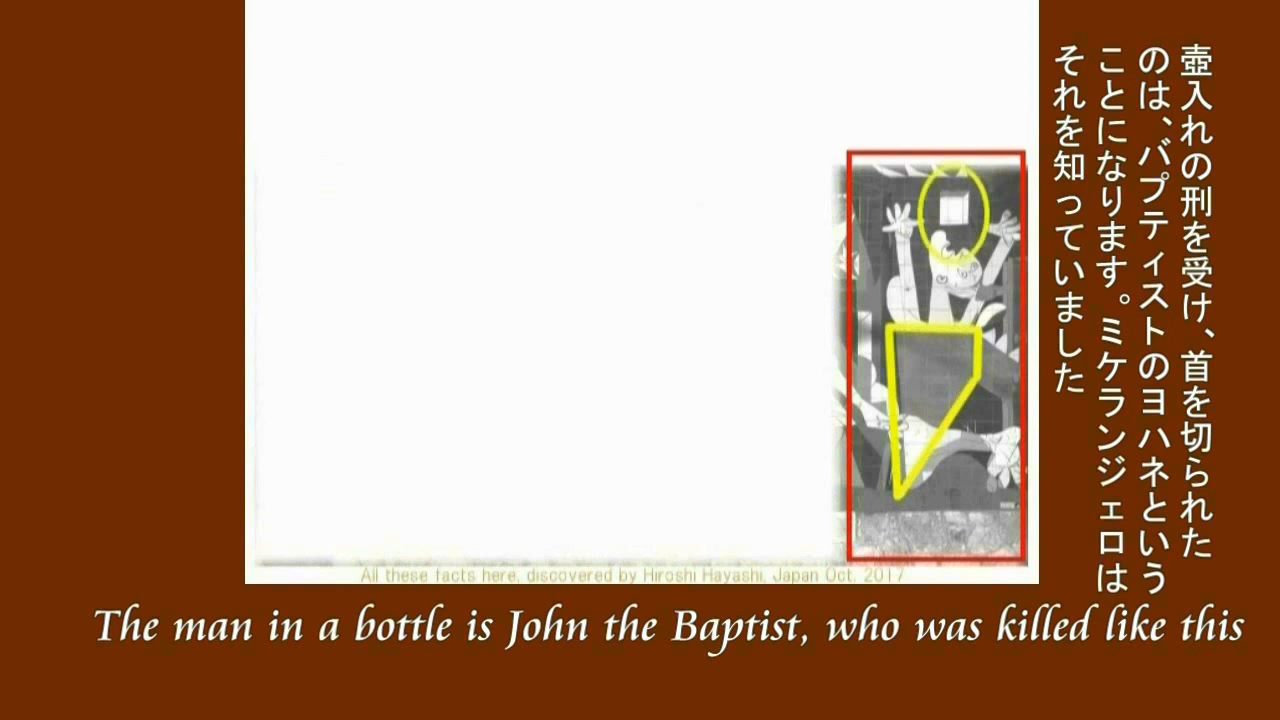 壺入れの刑を受け、首を切られた
のは、バプティストのヨハネという
ことになります。ミケランジェロは
それを知っていました
All these facts here, discovered by Hiroshi Hayashi, Japan Oct. 2017
The man in a bottle is John the Baptist, who was killed like this